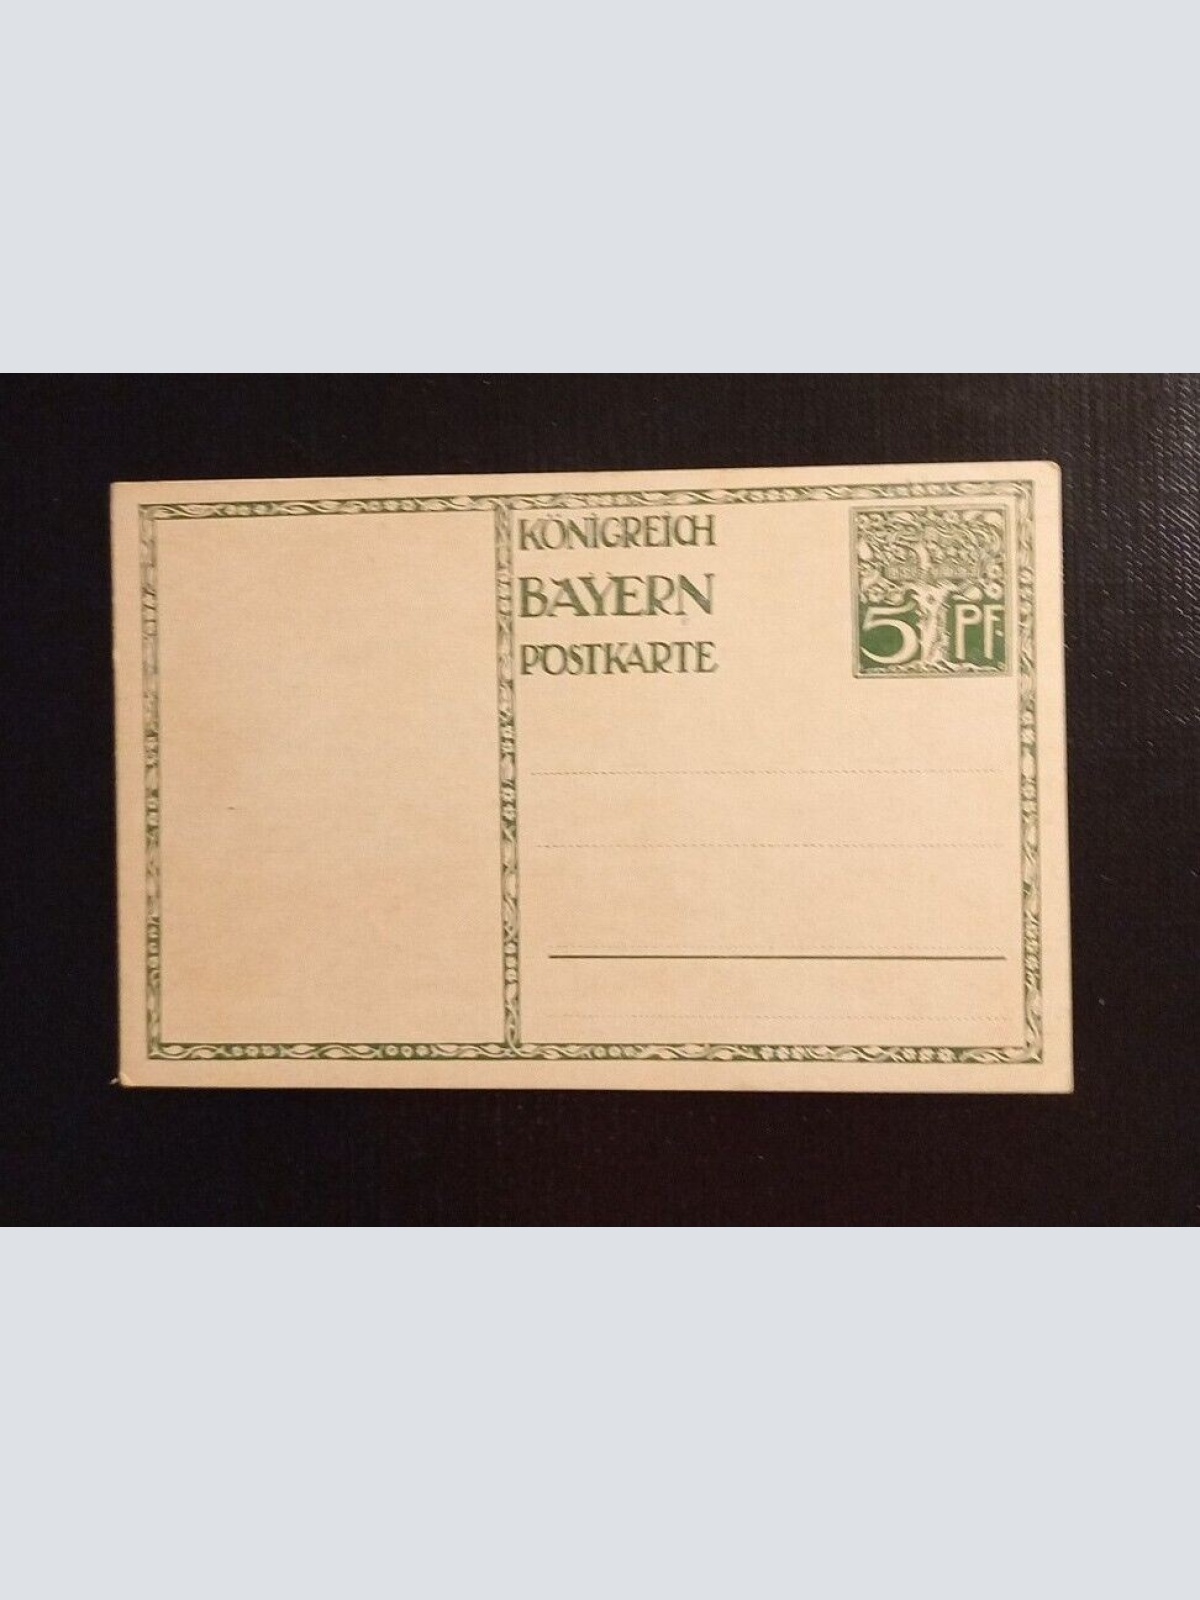 KÖNIGREICH
BAYERN
POSTKARTE
5 PF